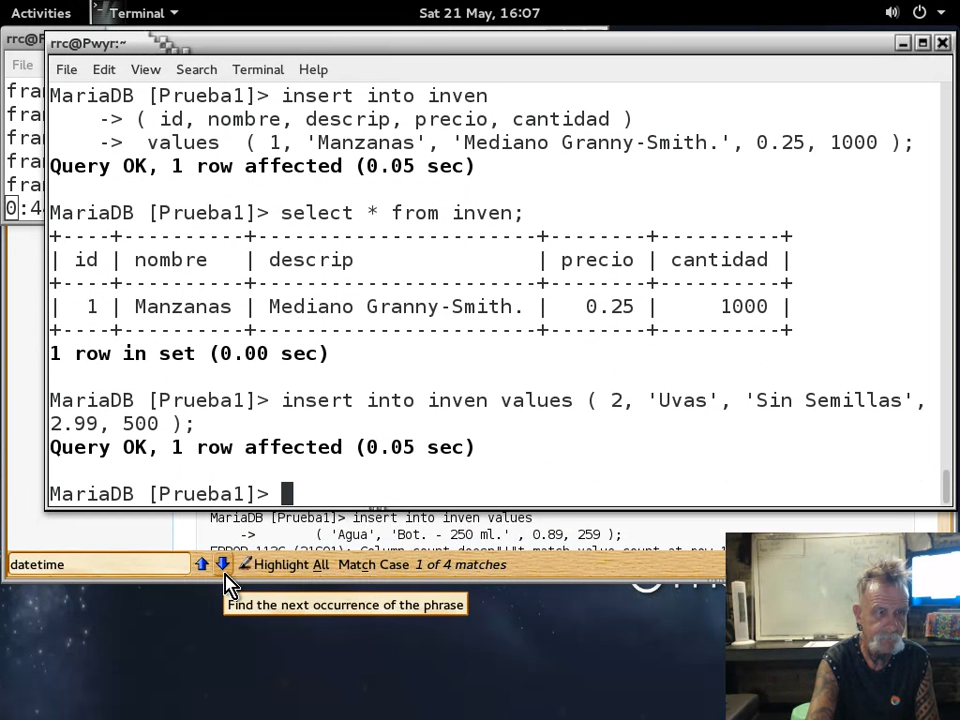 Activities Terminal Sat 21 May, 16:07
rrc@Pwyr:~
File
File Edit View Search Terminal Help
MariaDB [Prueba1]> insert into inven
-> ( id, nombre, descrip, precio, cantidad )
-> values ( 1, 'Manzanas', 'Mediano Granny-Smith.', 0.25, 1000 );
Query OK, 1 row affected (0.05 sec)
MariaDB [Prueba1]> select * from inven;
+----+----------+-----------------------+--------+----------+
| id | nombre | descrip | precio | cantidad |
+----+----------+-----------------------+--------+----------+
| 1 | Manzanas | Mediano Granny-Smith. | 0.25 | 1000 |
+----+----------+-----------------------+--------+----------+
1 row in set (0.00 sec)
MariaDB [Prueba1]> insert into inven values ( 2, 'Uvas', 'Sin Semillas',
2.99, 500 );
Query OK, 1 row affected (0.05 sec)
MariaDB [Prueba1]>
MariaDB [Prueba1]> insert into inven values
-> ( 'Agua', 'Bot. - 250 ml.' , 0.89, 259 );
datetime Highlight All Match Case 1 of 4 matches
Find the next occurrence of the phrase